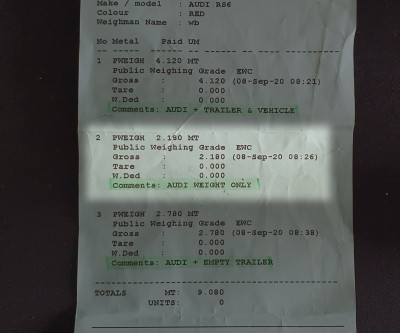 Make / model : AUDI RS6
Colour : RED
Weighman Name : wb
No Metal Paid UM
1 PWEIGH 4.120 MT
Public Weighing Grade EWC
Gross : 4.120 (08-Sep-20 08:21)
Tare : 0.000
W.Ded : 0.000
Comments: AUDI + TRAILER & VEHICLE
2 PWEIGH 2.180 MT
Public Weighing Grade EWC
Gross : 2.180 (08-Sep-20 08:26)
Tare : 0.000
W.Ded : 0.000
Comments: AUDI WEIGHT ONLY
3 PWEIGH 2.780 MT
Public Weighing Grade EWC
Gross : 2.780 (08-Sep-20 08:38)
Tare : 0.000
W.Ded : 0.000
Comments: AUDI + EMPTY TRAILER
TOTALS MT: 9.080
UNITS: 0